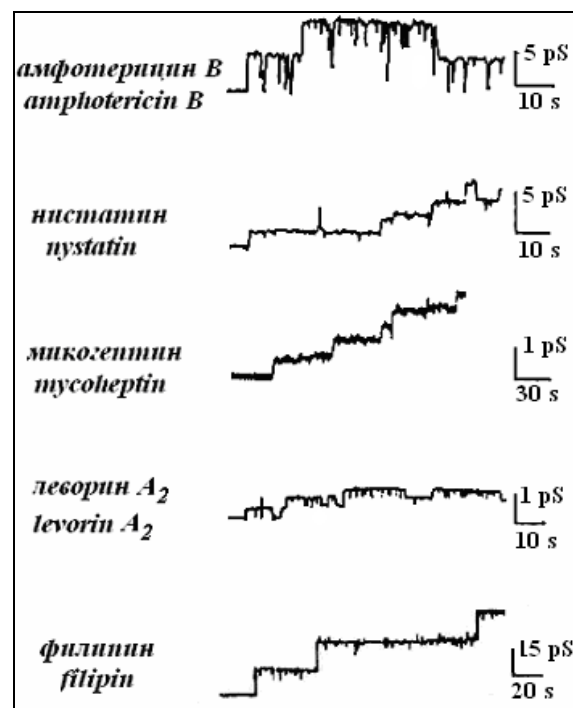 амфотерицин В
amphotericin B
5 pS
10 s
нистатин
nystatin
5 pS
10 s
микогептин
mycoheptin
1 pS
30 s
леворин А₂
levorin A₂
1 pS
10 s
филипин
filipin
15 pS
20 s